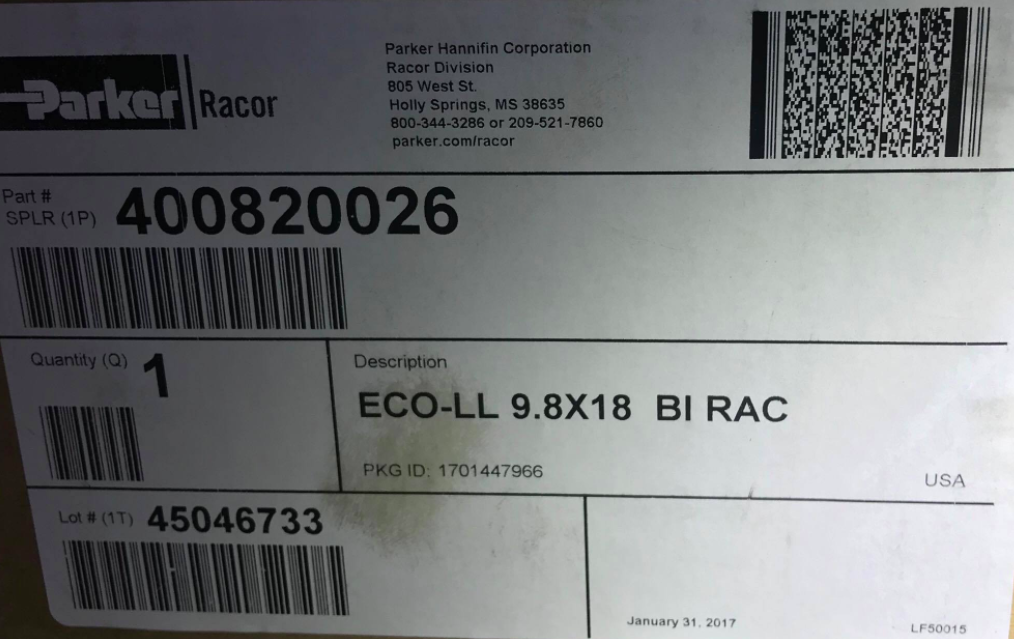 Parker Racor
Parker Hannifin Corporation
Racor Division
805 West St.
Holly Springs, MS 38635
800-344-3286 or 209-521-7860
parker.com/racor
Part #
SPLR (1P) 400820026
Quantity (Q) 1
Description
ECO-LL 9.8X18 BI RAC
PKG ID: 1701447966
USA
Lot # (1T) 45046733
January 31, 2017
LF50015